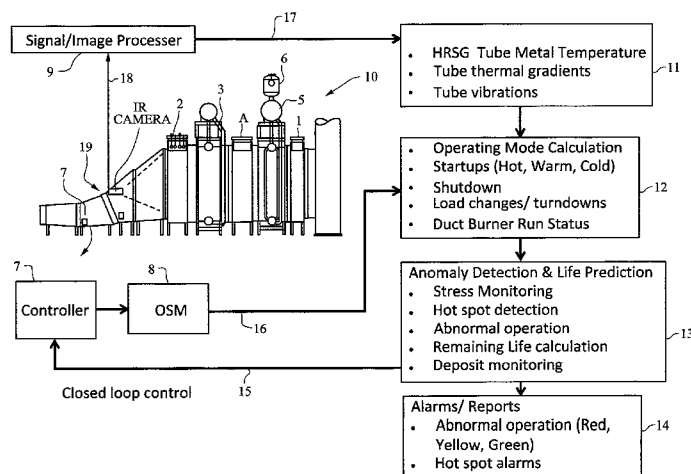 17
Signal/Image Processer
9
18
• HRSG Tube Metal Temperature
• Tube thermal gradients
• Tube vibrations
11
6
10
5
3
2
A
1
IR
CAMERA
19
7
• Operating Mode Calculation
• Startups (Hot, Warm, Cold)
• Shutdown
• Load changes/ turndowns
• Duct Burner Run Status
12
7
Controller
8
OSM
16
Anomaly Detection & Life Prediction
• Stress Monitoring
• Hot spot detection
• Abnormal operation
• Remaining Life calculation
• Deposit monitoring
13
15
Closed loop control
Alarms/ Reports
• Abnormal operation (Red,
Yellow, Green)
• Hot spot alarms
14